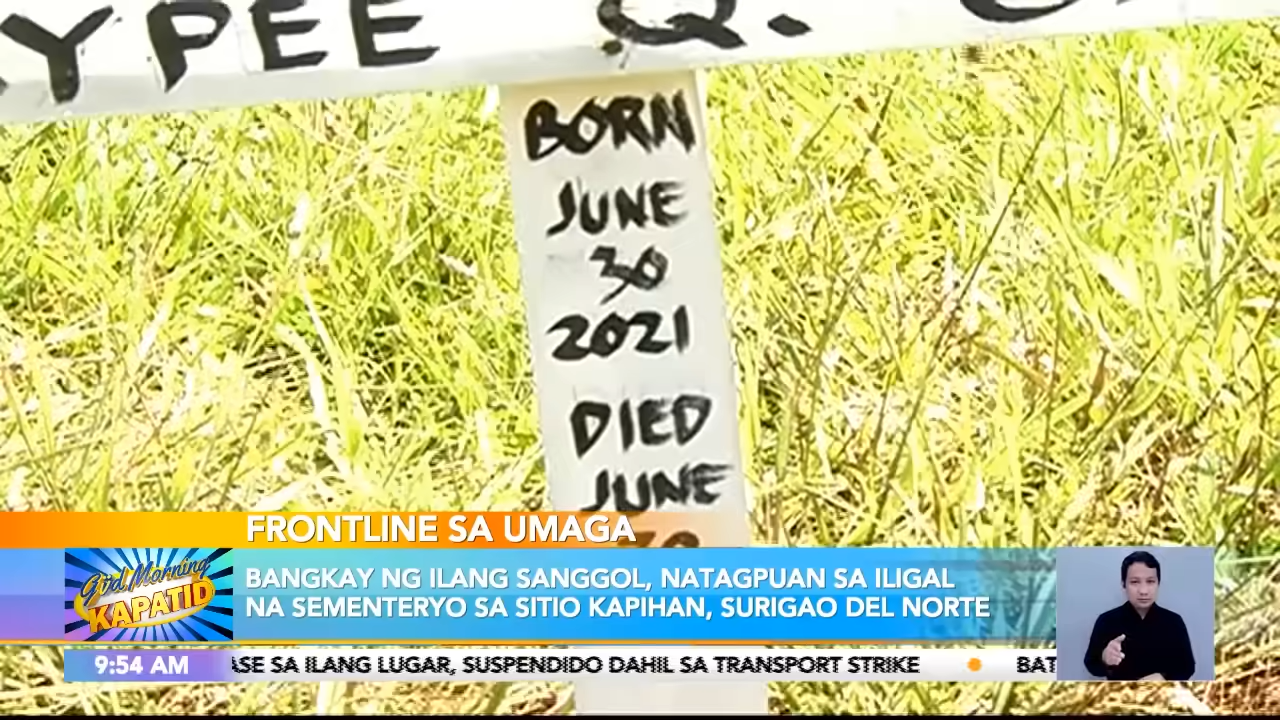 YPEE Q.
BORN
JUNE
30
2021
DIED
JUNE
30
FRONTLINE SA UMAGA
Good Morning
KAPATID
BANGKAY NG ILANG SANGGOL, NATAGPUAN SA ILIGAL
NA SEMENTERYO SA SITIO KAPIHAN, SURIGAO DEL NORTE
9:54 AM
ASE SA ILANG LUGAR, SUSPENDIDO DAHIL SA TRANSPORT STRIKE BAT